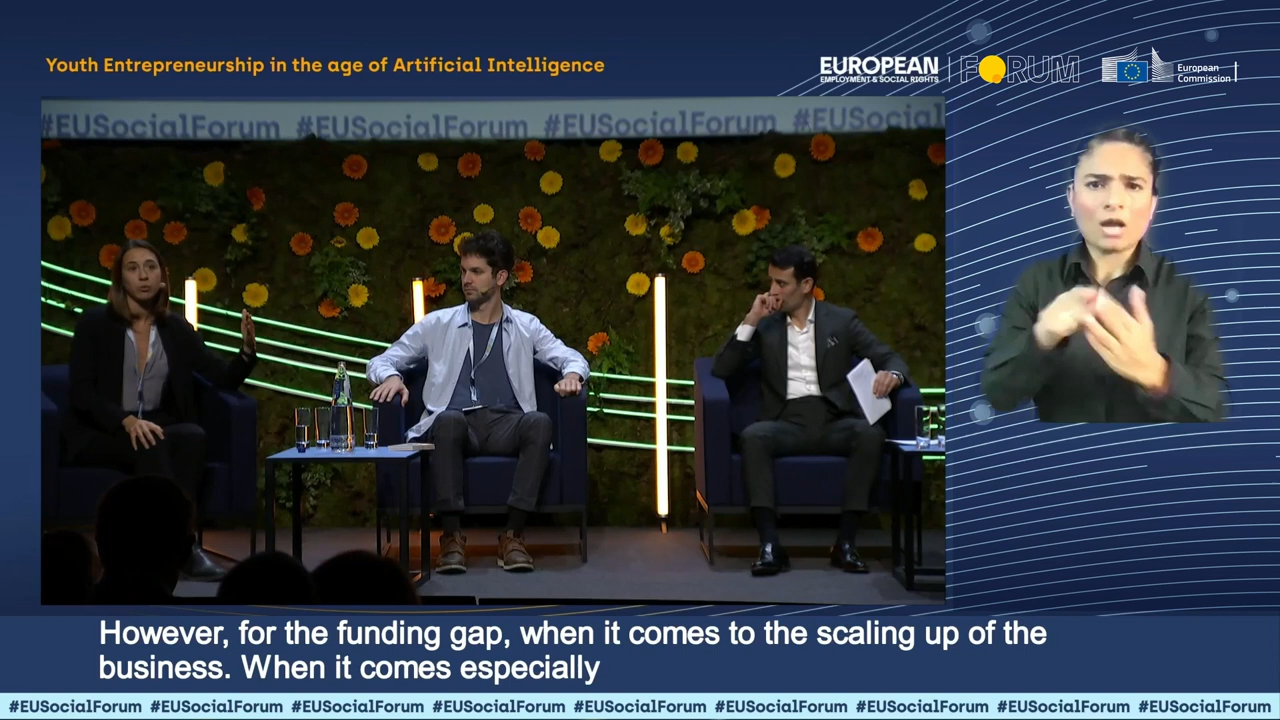 Youth Entrepreneurship in the age of Artificial Intelligence
EUROPEAN
EMPLOYMENT & SOCIAL RIGHTS
FORUM
European
Commission
#EUSocialForum #EUSocialForum #EUSocialForum #EUSocial
However, for the funding gap, when it comes to the scaling up of the
business. When it comes especially
#EUSocialForum #EUSocialForum #EUSocialForum #EUSocialForum #EUSocialForum #EUSocialForum #EUSocialForum #EUSocialForum #EUSocialForum